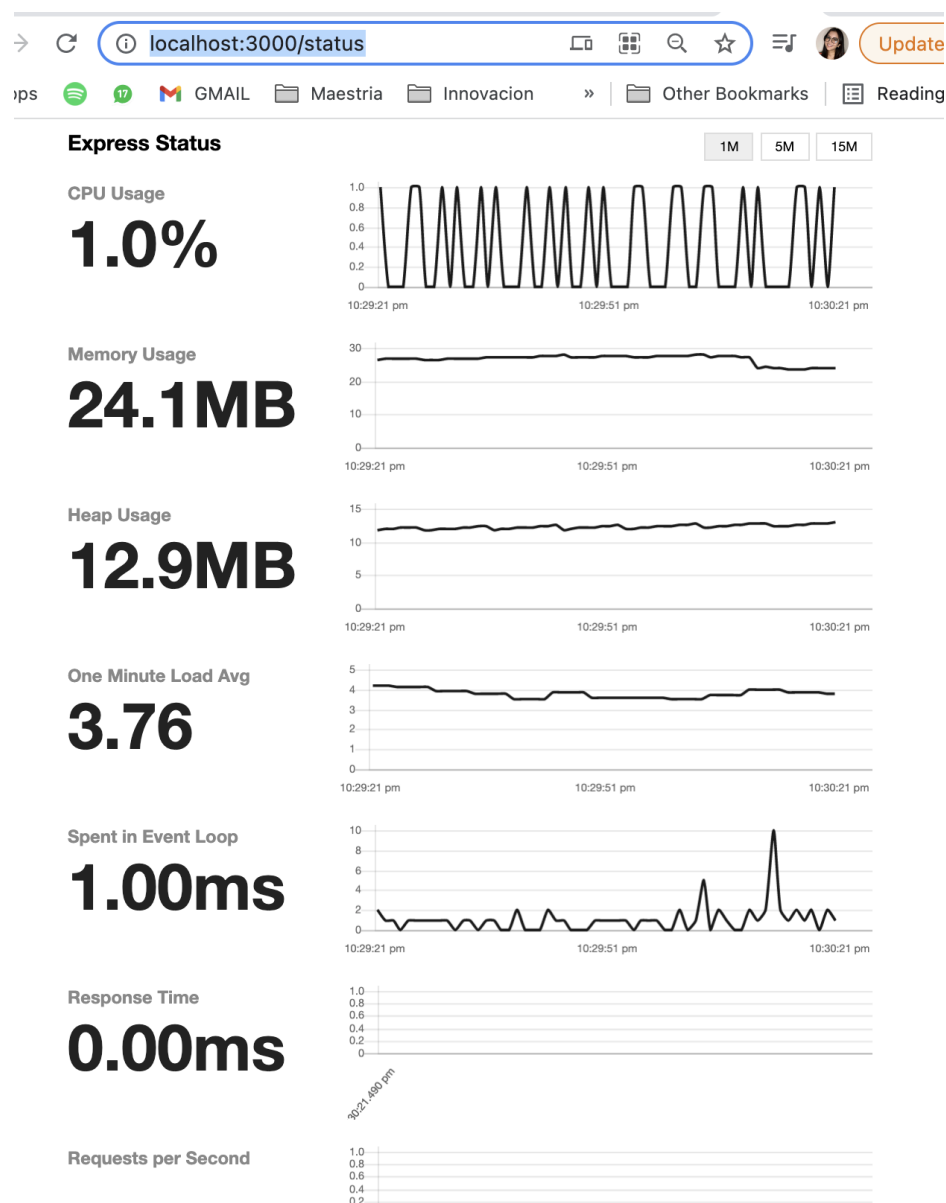 localhost:3000/status
Update
ops
17
GMAIL
Maestria
Innovacion
»
Other Bookmarks
Reading
Express Status
1M
5M
15M
CPU Usage
1.0%
1.0
0.8
0.6
0.4
0.2
0
10:29:21 pm
10:29:51 pm
10:30:21 pm
Memory Usage
24.1MB
30
20
10
0
10:29:21 pm
10:29:51 pm
10:30:21 pm
Heap Usage
12.9MB
15
10
5
0
10:29:21 pm
10:29:51 pm
10:30:21 pm
One Minute Load Avg
3.76
5
4
3
2
1
0
10:29:21 pm
10:29:51 pm
10:30:21 pm
Spent in Event Loop
1.00ms
10
8
6
4
2
0
10:29:21 pm
10:29:51 pm
10:30:21 pm
Response Time
0.00ms
1.0
0.8
0.6
0.4
0.2
0
30:21.490 pm
Requests per Second
1.0
0.8
0.6
0.4
0.2